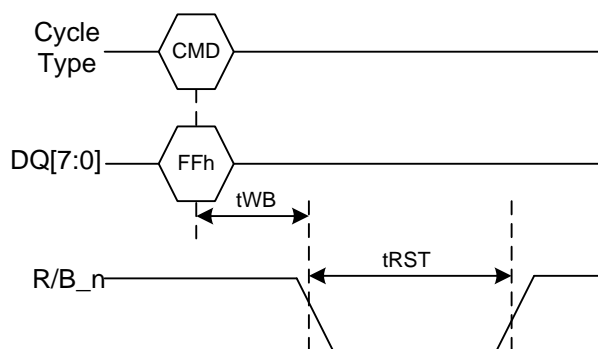 Cycle
Type
CMD
DQ[7:0]
FFh
tWB
R/B_n
tRST